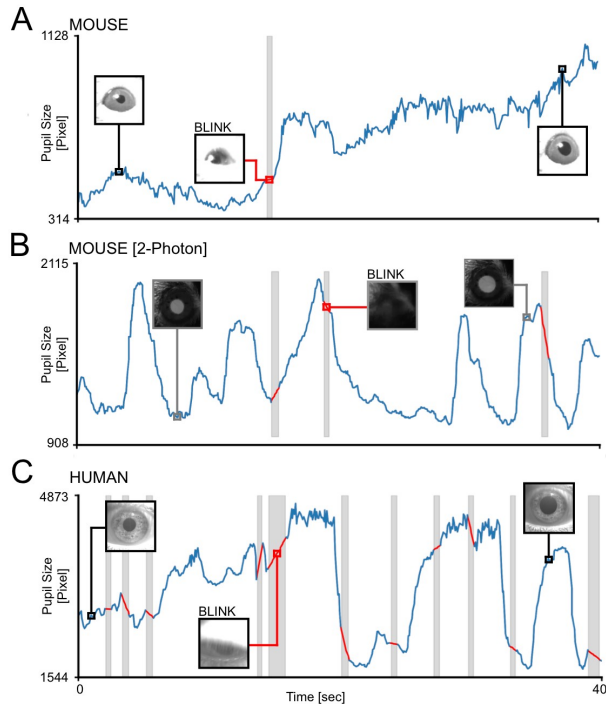 A
MOUSE
1128
Pupil Size
[Pixel]
BLINK
314
B
MOUSE [2-Photon]
2115
Pupil Size
[Pixel]
BLINK
908
C
HUMAN
4873
Pupil Size
[Pixel]
BLINK
1544
0
Time [sec]
40